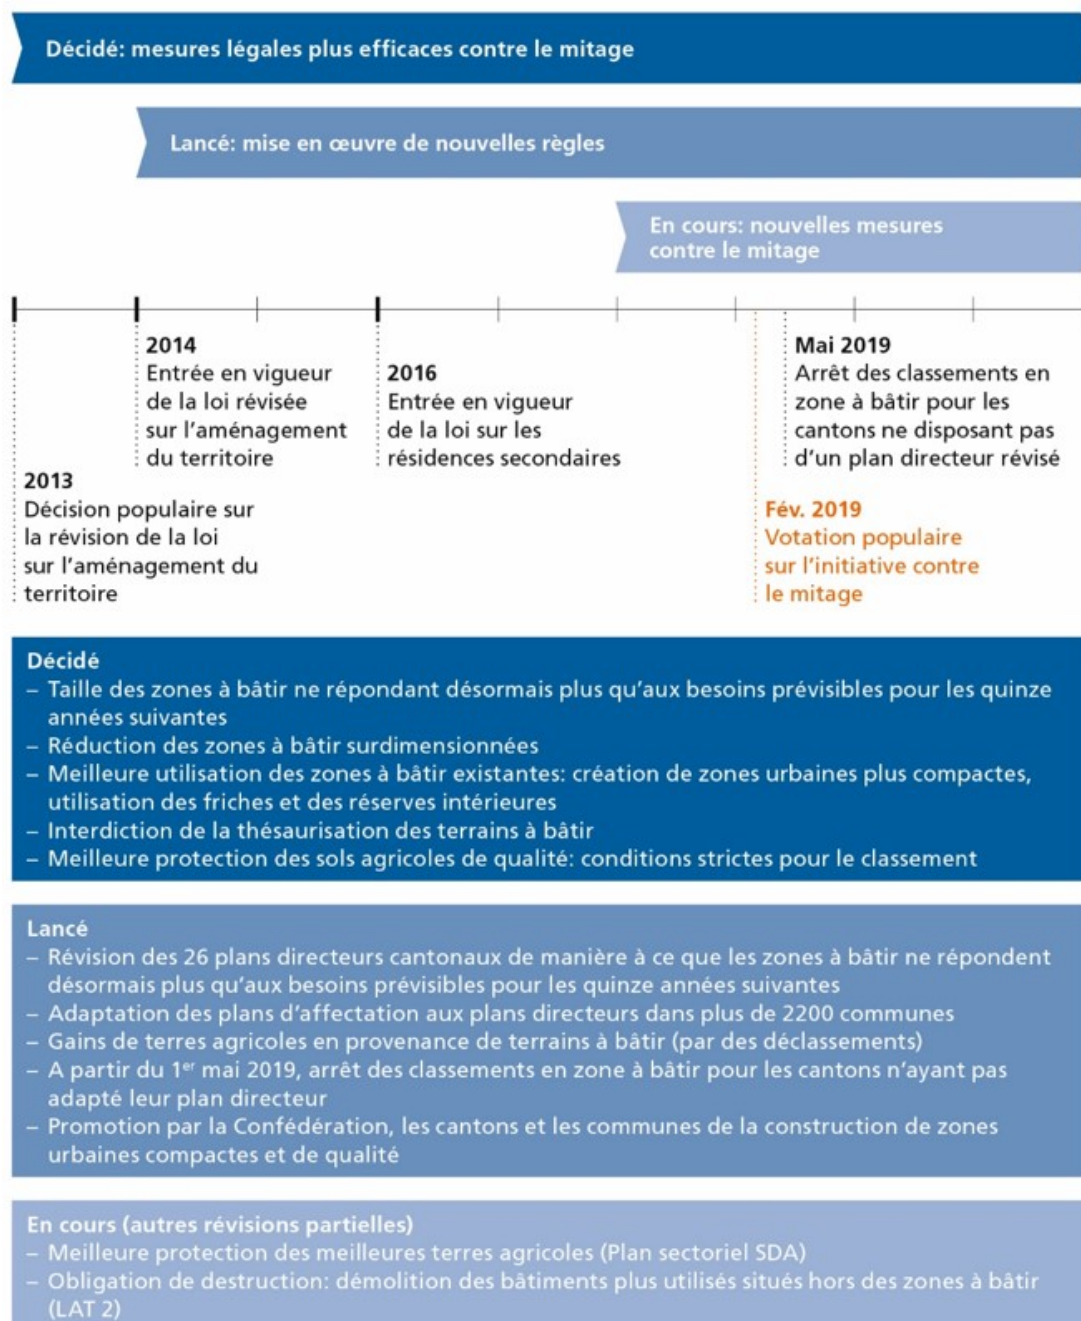 Décidé: mesures légales plus efficaces contre le mitage
Lancé: mise en œuvre de nouvelles règles
En cours: nouvelles mesures
contre le mitage
2013
Décision populaire sur
la révision de la loi
sur l'aménagement du
territoire
2014
Entrée en vigueur
de la loi révisée
sur l'aménagement
du territoire
2016
Entrée en vigueur
de la loi sur les
résidences secondaires
Fév. 2019
Votation populaire
sur l'initiative contre
le mitage
Mai 2019
Arrêt des classements en
zone à bâtir pour les
cantons ne disposant pas
d'un plan directeur révisé
Décidé
– Taille des zones à bâtir ne répondant désormais plus qu'aux besoins prévisibles pour les quinze
années suivantes
– Réduction des zones à bâtir surdimensionnées
– Meilleure utilisation des zones à bâtir existantes: création de zones urbaines plus compactes,
utilisation des friches et des réserves intérieures
– Interdiction de la thésaurisation des terrains à bâtir
– Meilleure protection des sols agricoles de qualité: conditions strictes pour le classement
Lancé
– Révision des 26 plans directeurs cantonaux de manière à ce que les zones à bâtir ne répondent
désormais plus qu'aux besoins prévisibles pour les quinze années suivantes
– Adaptation des plans d'affectation aux plans directeurs dans plus de 2200 communes
– Gains de terres agricoles en provenance de terrains à bâtir (par des déclassements)
– A partir du 1er mai 2019, arrêt des classements en zone à bâtir pour les cantons n'ayant pas
adapté leur plan directeur
– Promotion par la Confédération, les cantons et les communes de la construction de zones
urbaines compactes et de qualité
En cours (autres révisions partielles)
– Meilleure protection des meilleures terres agricoles (Plan sectoriel SDA)
– Obligation de destruction: démolition des bâtiments plus utilisés situés hors des zones à bâtir
(LAT 2)